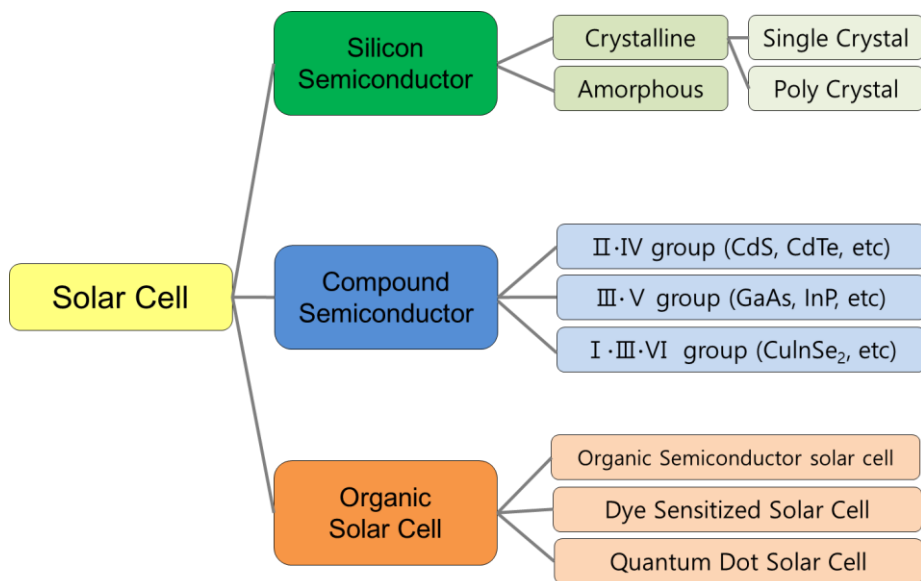 Solar Cell
Silicon
Semiconductor
Crystalline
Amorphous
Single Crystal
Poly Crystal
Compound
Semiconductor
Ⅱ·Ⅳ group (CdS, CdTe, etc)
Ⅲ·Ⅴ group (GaAs, InP, etc)
Ⅰ·Ⅲ·Ⅵ group (CuInSe₂, etc)
Organic
Solar Cell
Organic Semiconductor solar cell
Dye Sensitized Solar Cell
Quantum Dot Solar Cell